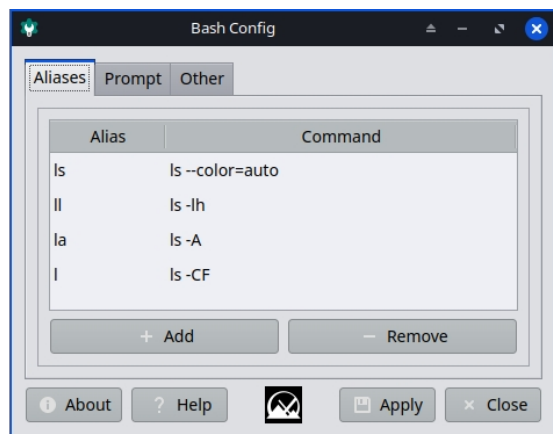 Bash Config
Aliases Prompt Other
Alias Command
ls ls --color=auto
ll ls -lh
la ls -A
l ls -CF
+ Add − Remove
About ? Help Apply × Close